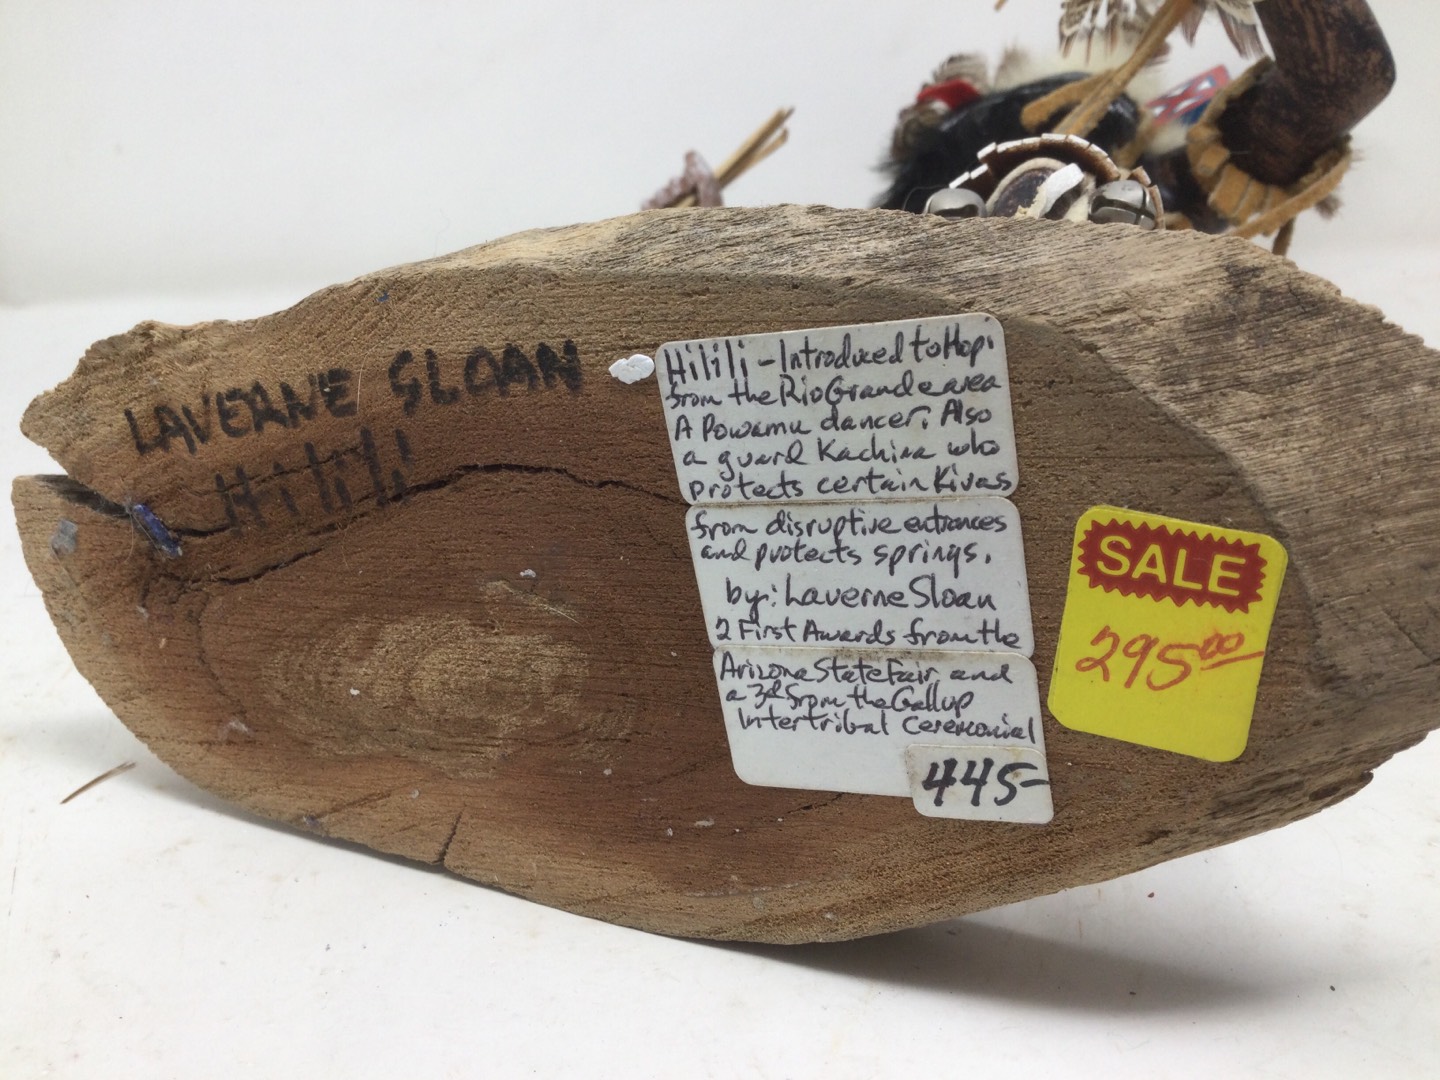 LAVERNE SLOAN
Hilili
Hilili - Introduced to Hopi
from the Rio Grande area
A Powamu dancer. Also
a guard Kachina who
protects certain Kivas
from disruptive entrances
and protects springs.
by: Laverne Sloan
2 First Awards from the
Arizona State Fair and
a 3rd from the Gallup
Intertribal Ceremonial
445-
SALE
295.00